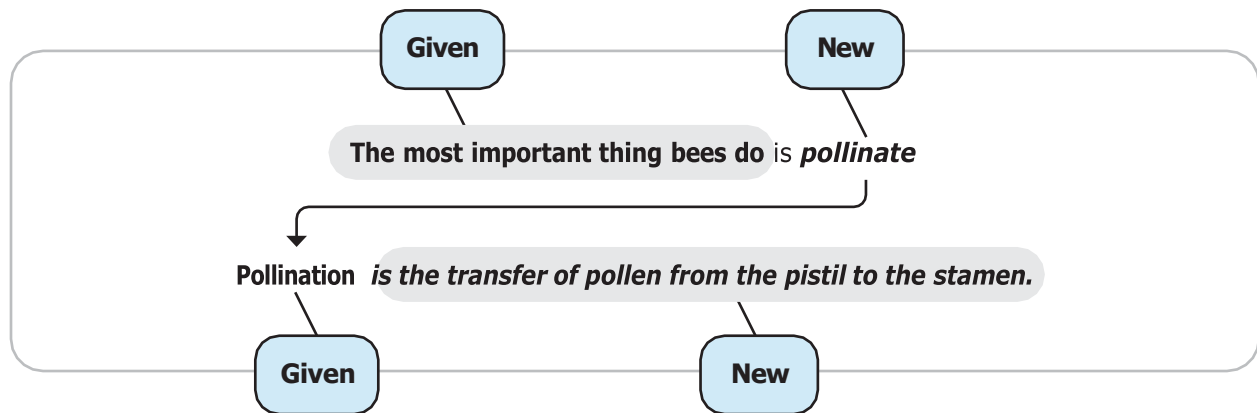 Given New
The most important thing bees do is pollinate
Pollination is the transfer of pollen from the pistil to the stamen.
Given New